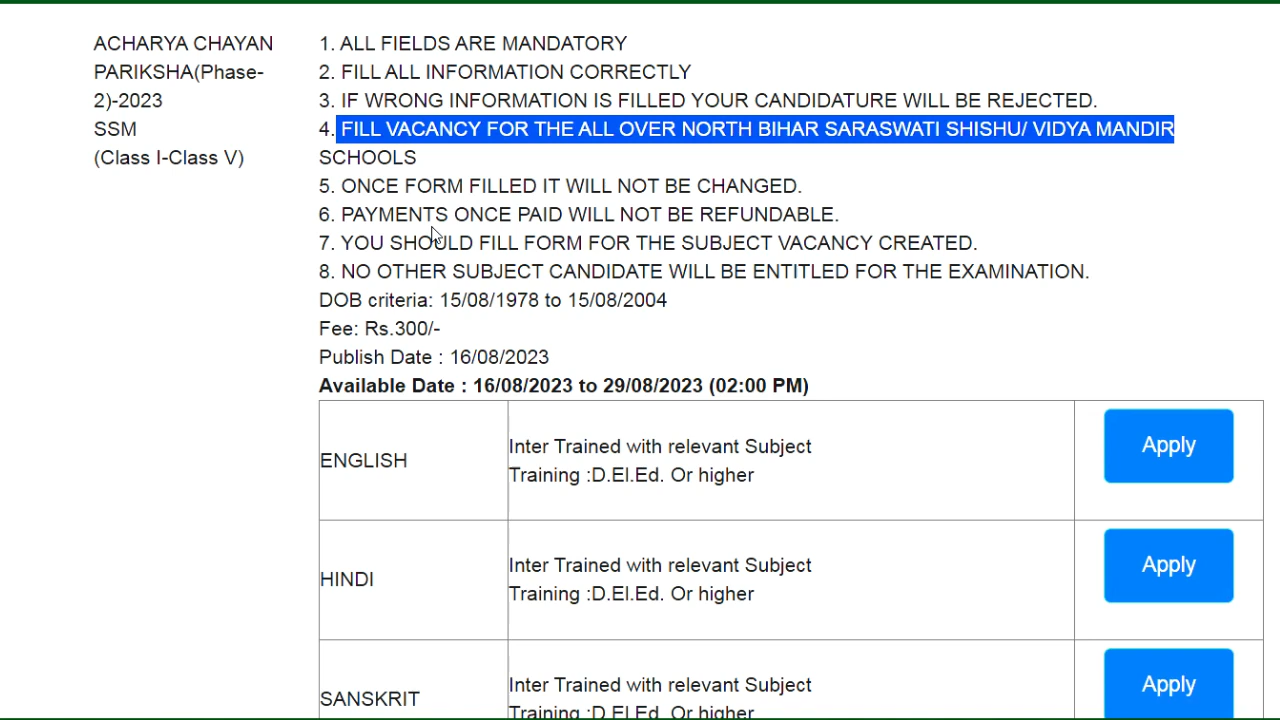 ACHARYA CHAYAN
PARIKSHA(Phase-
2)-2023
SSM
(Class I-Class V)
1. ALL FIELDS ARE MANDATORY
2. FILL ALL INFORMATION CORRECTLY
3. IF WRONG INFORMATION IS FILLED YOUR CANDIDATURE WILL BE REJECTED.
4. FILL VACANCY FOR THE ALL OVER NORTH BIHAR SARASWATI SHISHU/ VIDYA MANDIR
SCHOOLS
5. ONCE FORM FILLED IT WILL NOT BE CHANGED.
6. PAYMENTS ONCE PAID WILL NOT BE REFUNDABLE.
7. YOU SHOULD FILL FORM FOR THE SUBJECT VACANCY CREATED.
8. NO OTHER SUBJECT CANDIDATE WILL BE ENTITLED FOR THE EXAMINATION.
DOB criteria: 15/08/1978 to 15/08/2004
Fee: Rs.300/-
Publish Date : 16/08/2023
Available Date : 16/08/2023 to 29/08/2023 (02:00 PM)
ENGLISH
Inter Trained with relevant Subject
Training :D.El.Ed. Or higher
Apply
HINDI
Inter Trained with relevant Subject
Training :D.El.Ed. Or higher
Apply
SANSKRIT
Inter Trained with relevant Subject
Training :D.El.Ed. Or higher
Apply